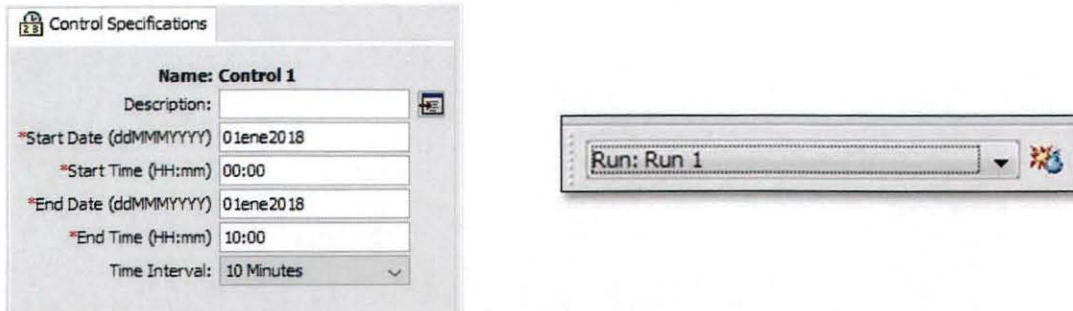 Control Specifications
Name: Control 1
Description:
*Start Date (ddMMMYYYY) 01ene2018
*Start Time (HH:mm) 00:00
*End Date (ddMMMYYYY) 01ene2018
*End Time (HH:mm) 10:00
Time Interval: 10 Minutes
Run: Run 1